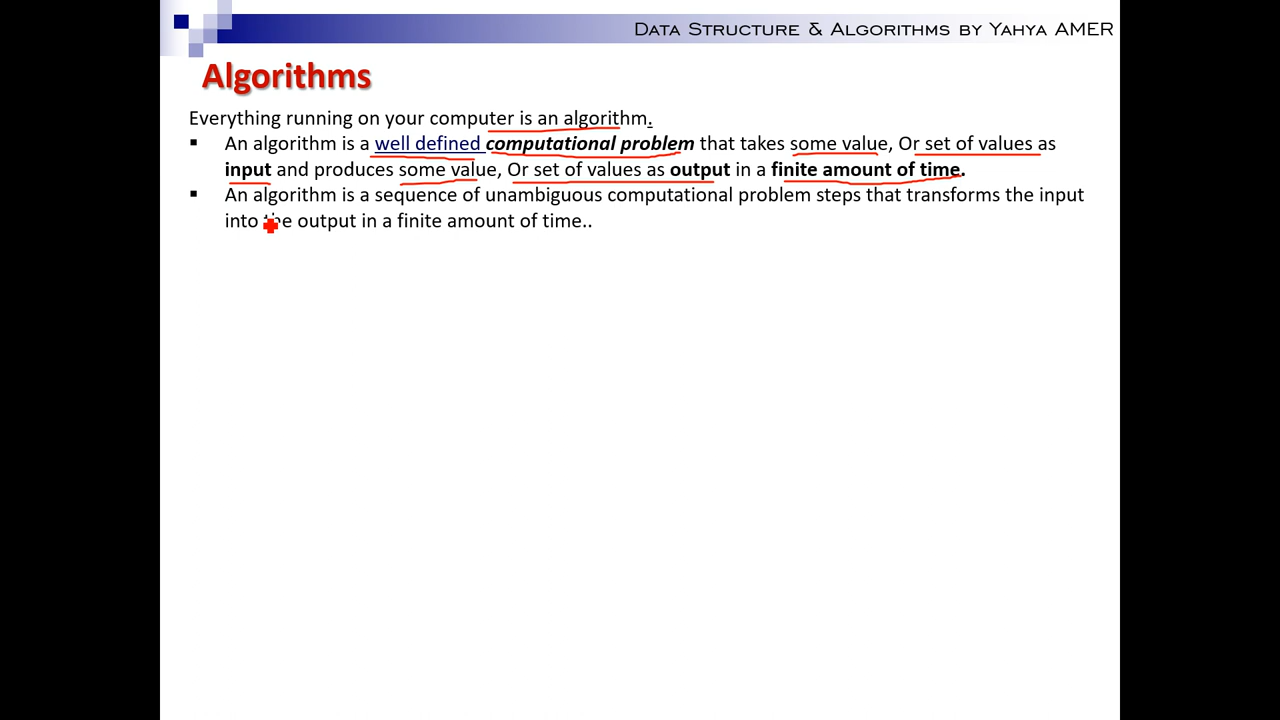 Data Structure & Algorithms by Yahya AMER
Algorithms
Everything running on your computer is an algorithm.
▪ An algorithm is a well defined computational problem that takes some value, Or set of values as
input and produces some value, Or set of values as output in a finite amount of time.
▪ An algorithm is a sequence of unambiguous computational problem steps that transforms the input
into the output in a finite amount of time..